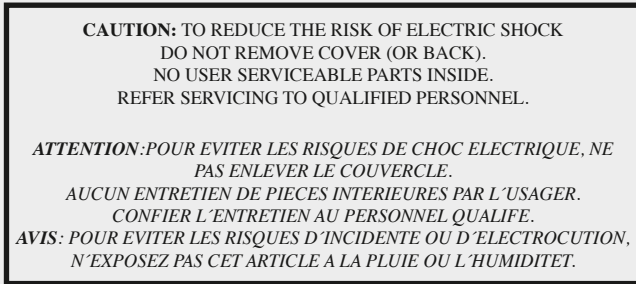 CAUTION: TO REDUCE THE RISK OF ELECTRIC SHOCK
DO NOT REMOVE COVER (OR BACK).
NO USER SERVICEABLE PARTS INSIDE.
REFER SERVICING TO QUALIFIED PERSONNEL.
ATTENTION:POUR EVITER LES RISQUES DE CHOC ELECTRIQUE, NE
PAS ENLEVER LE COUVERCLE.
AUCUN ENTRETIEN DE PIECES INTERIEURES PAR L´USAGER.
CONFIER L´ENTRETIEN AU PERSONNEL QUALIFE.
AVIS: POUR EVITER LES RISQUES D´INCIDENTE OU D´ELECTROCUTION,
N´EXPOSEZ PAS CET ARTICLE A LA PLUIE OU L´HUMIDITET.